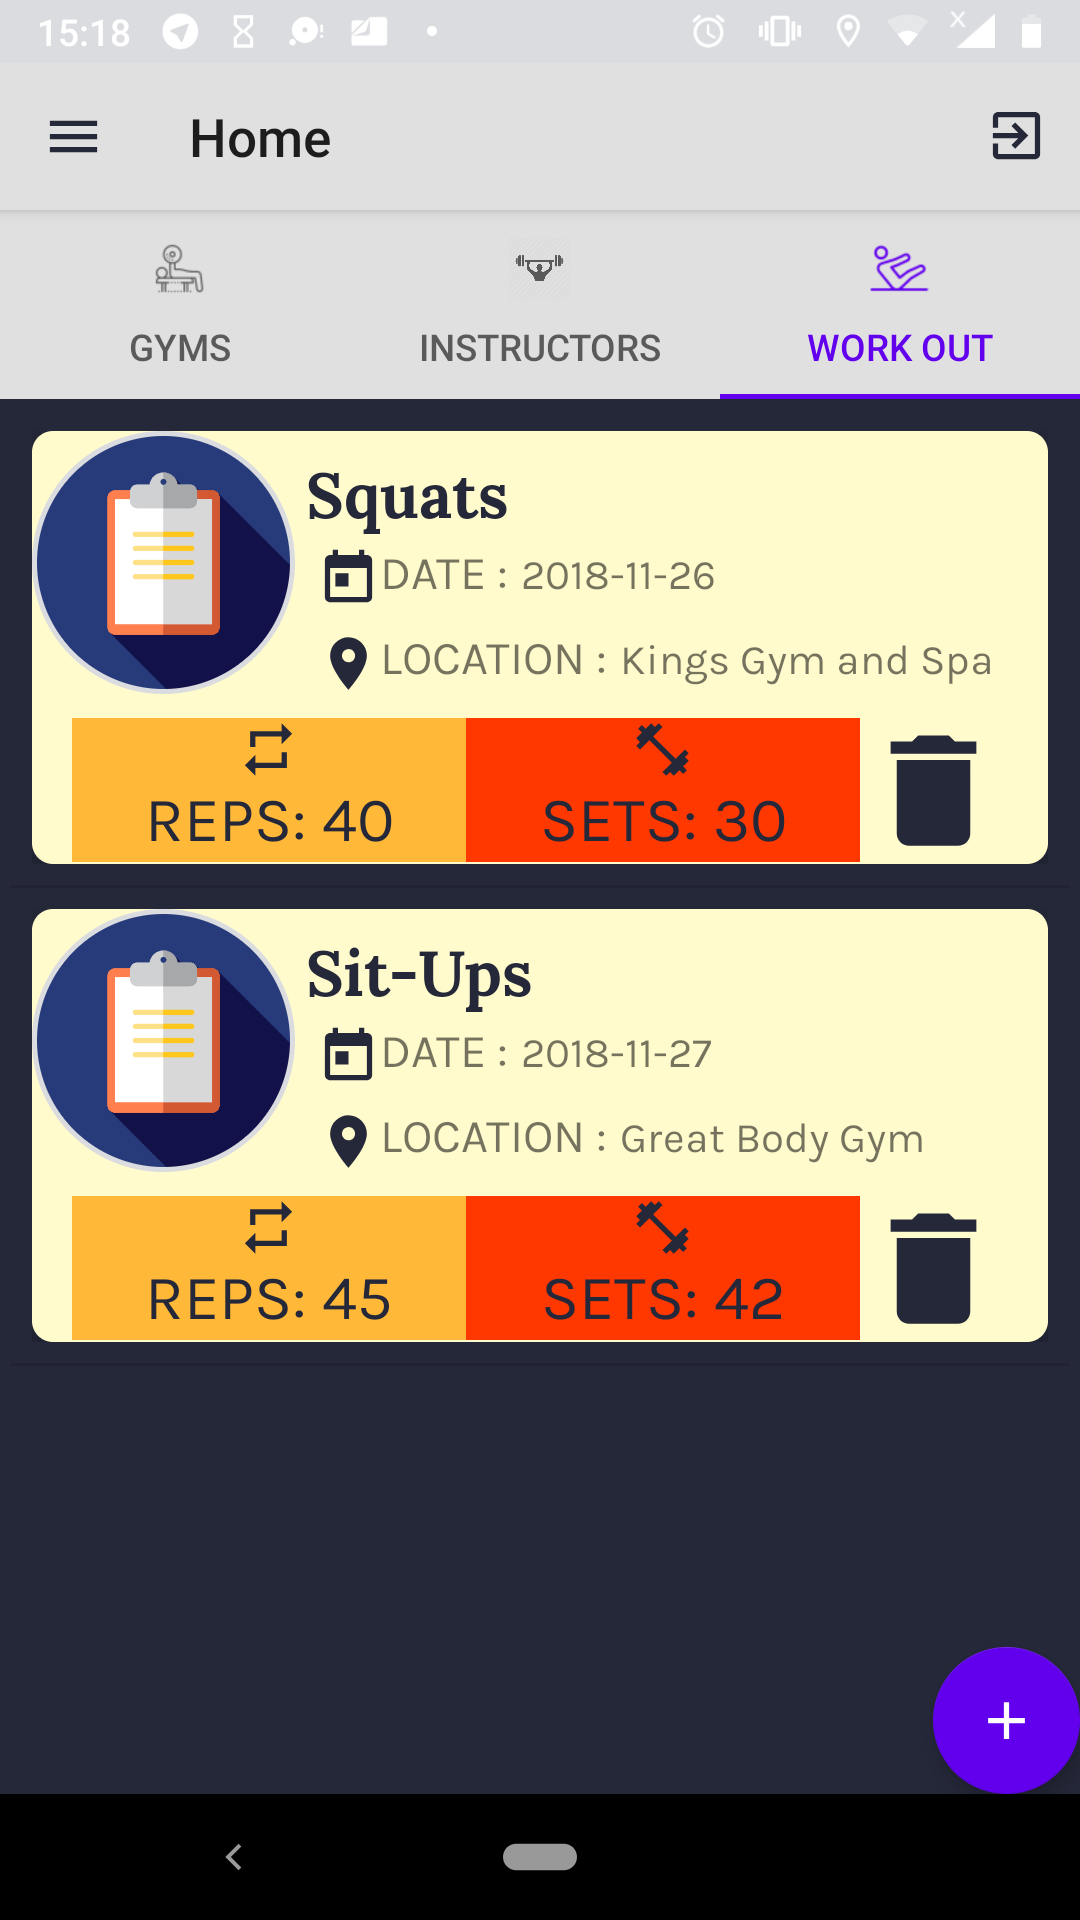 15:18
Home
GYMS
INSTRUCTORS
WORK OUT
Squats
DATE : 2018-11-26
LOCATION : Kings Gym and Spa
REPS: 40
SETS: 30
Sit-Ups
DATE : 2018-11-27
LOCATION : Great Body Gym
REPS: 45
SETS: 42